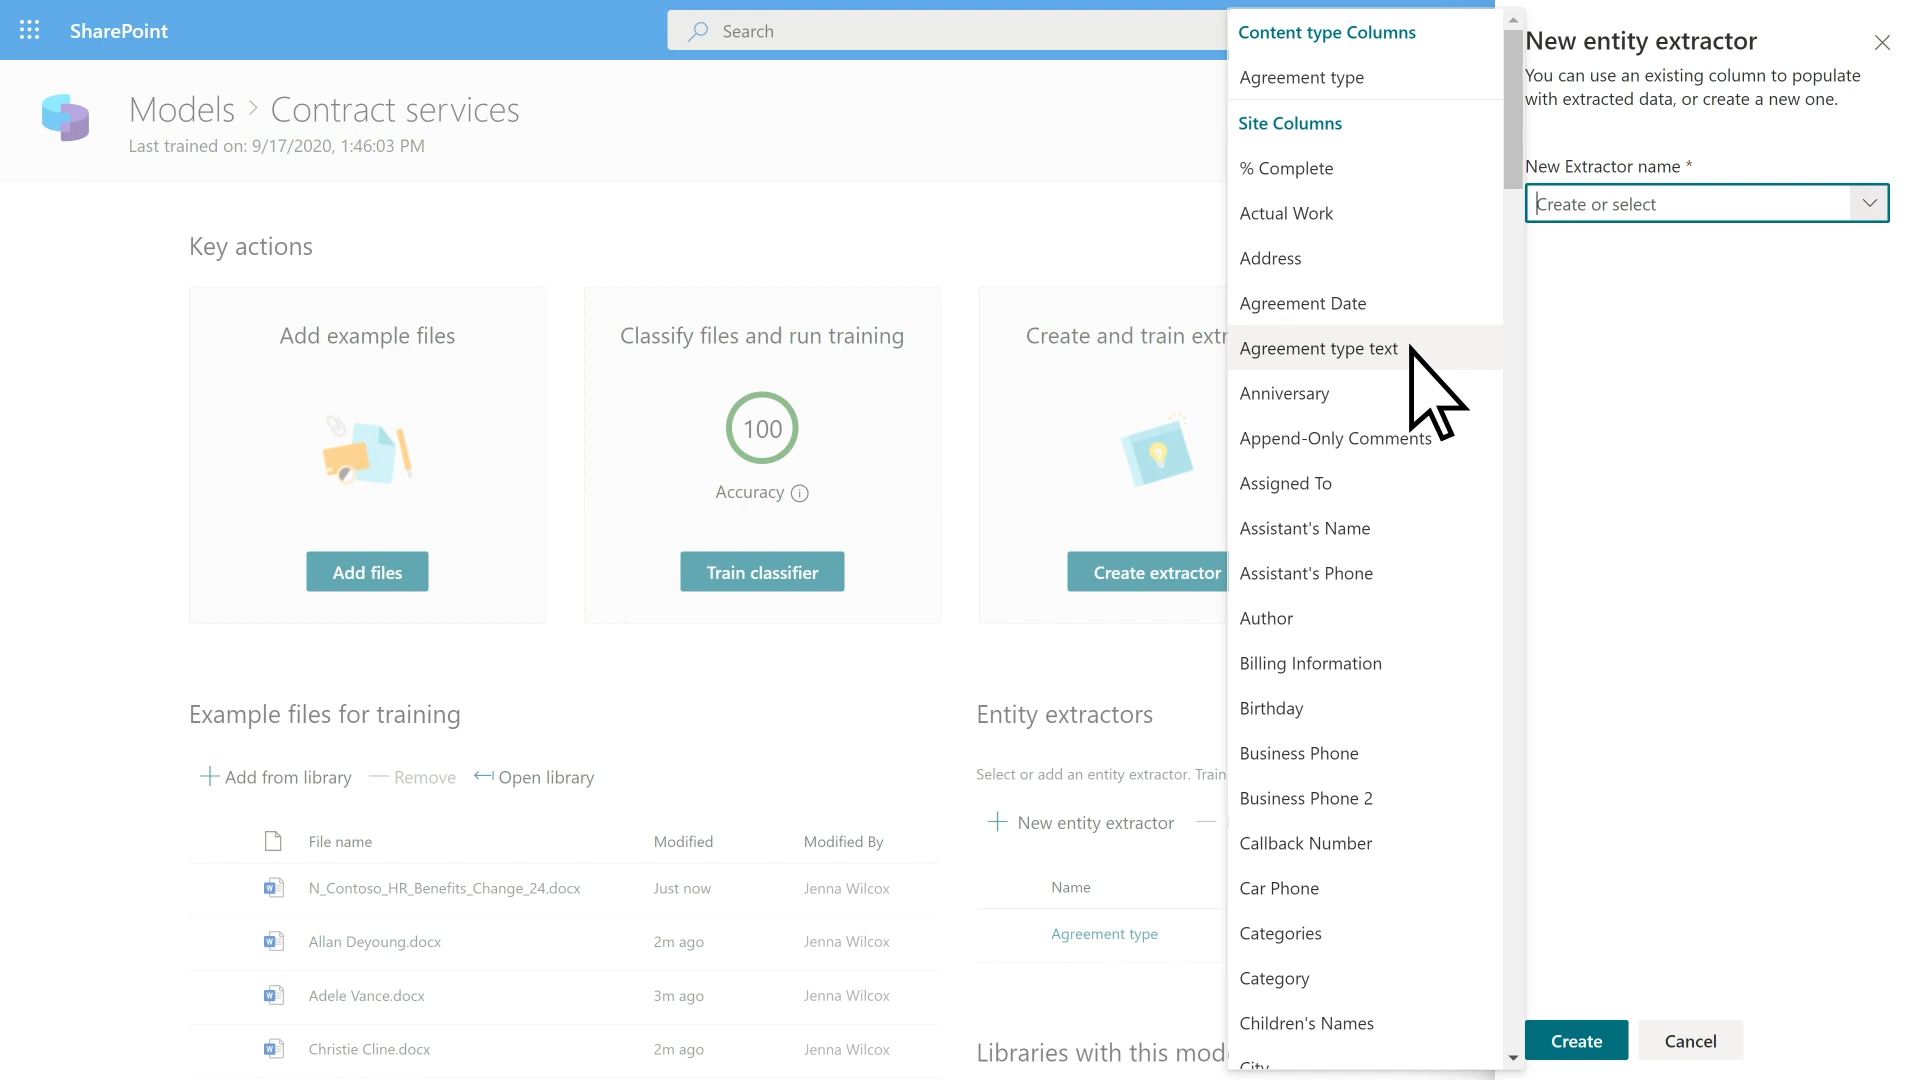 SharePoint
Search
Models > Contract services
Last trained on: 9/17/2020, 1:46:03 PM
Key actions
Add example files
Add files
Classify files and run training
100
Accuracy
Train classifier
Create and train extr
Create extractor
Example files for training
Add from library
Remove
Open library
File name Modified Modified By
N_Contoso_HR_Benefits_Change_24.docx Just now Jenna Wilcox
Allan Deyoung.docx 2m ago Jenna Wilcox
Adele Vance.docx 3m ago Jenna Wilcox
Christie Cline.docx 2m ago Jenna Wilcox
Entity extractors
Select or add an entity extractor. Train
New entity extractor
Name
Agreement type
Libraries with this mod
Content type Columns
Agreement type
Site Columns
% Complete
Actual Work
Address
Agreement Date
Agreement type text
Anniversary
Append-Only Comments
Assigned To
Assistant's Name
Assistant's Phone
Author
Billing Information
Birthday
Business Phone
Business Phone 2
Callback Number
Car Phone
Categories
Category
Children's Names
City
New entity extractor
You can use an existing column to populate
with extracted data, or create a new one.
New Extractor name *
Create or select
Create
Cancel